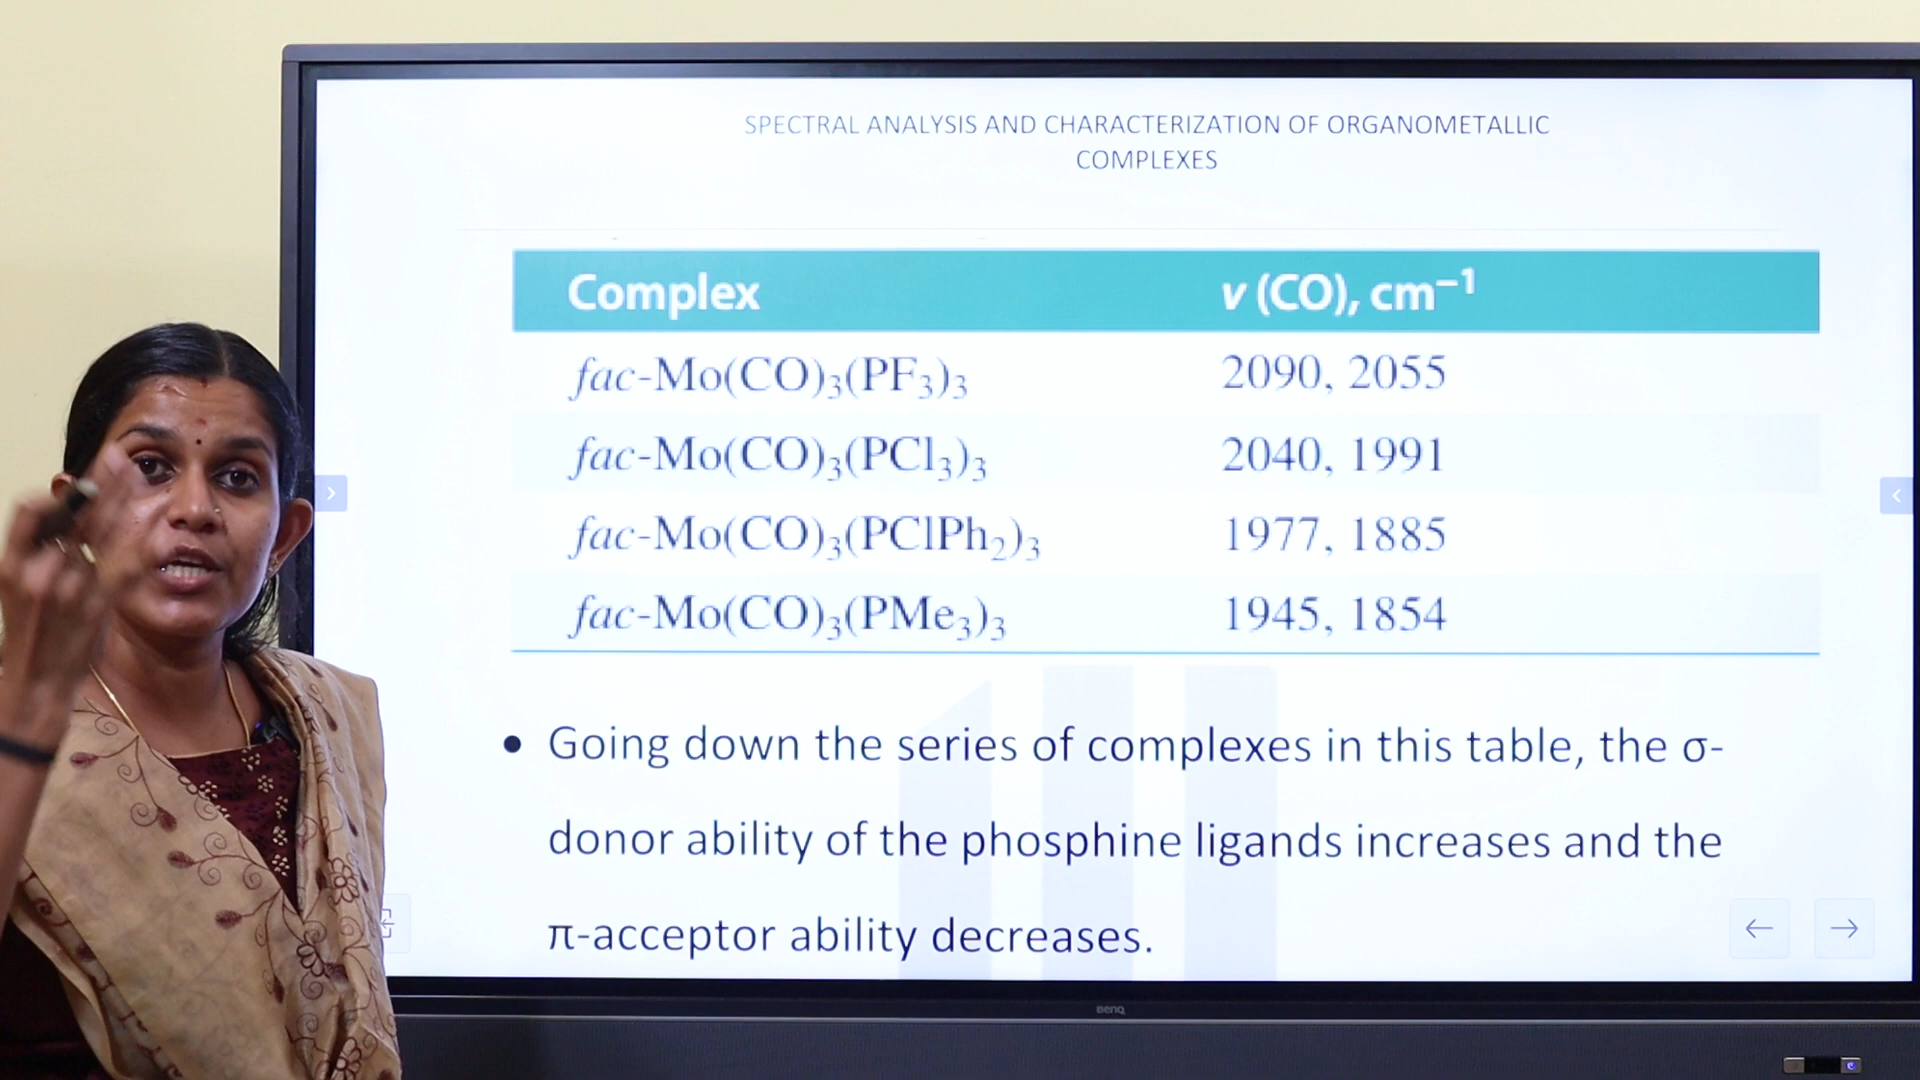 SPECTRAL ANALYSIS AND CHARACTERIZATION OF ORGANOMETALLIC
COMPLEXES
Complex ν (CO), cm⁻¹
fac-Mo(CO)₃(PF₃)₃ 2090, 2055
fac-Mo(CO)₃(PCl₃)₃ 2040, 1991
fac-Mo(CO)₃(PClPh₂)₃ 1977, 1885
fac-Mo(CO)₃(PMe₃)₃ 1945, 1854
• Going down the series of complexes in this table, the σ-
donor ability of the phosphine ligands increases and the
π-acceptor ability decreases.
BenQ